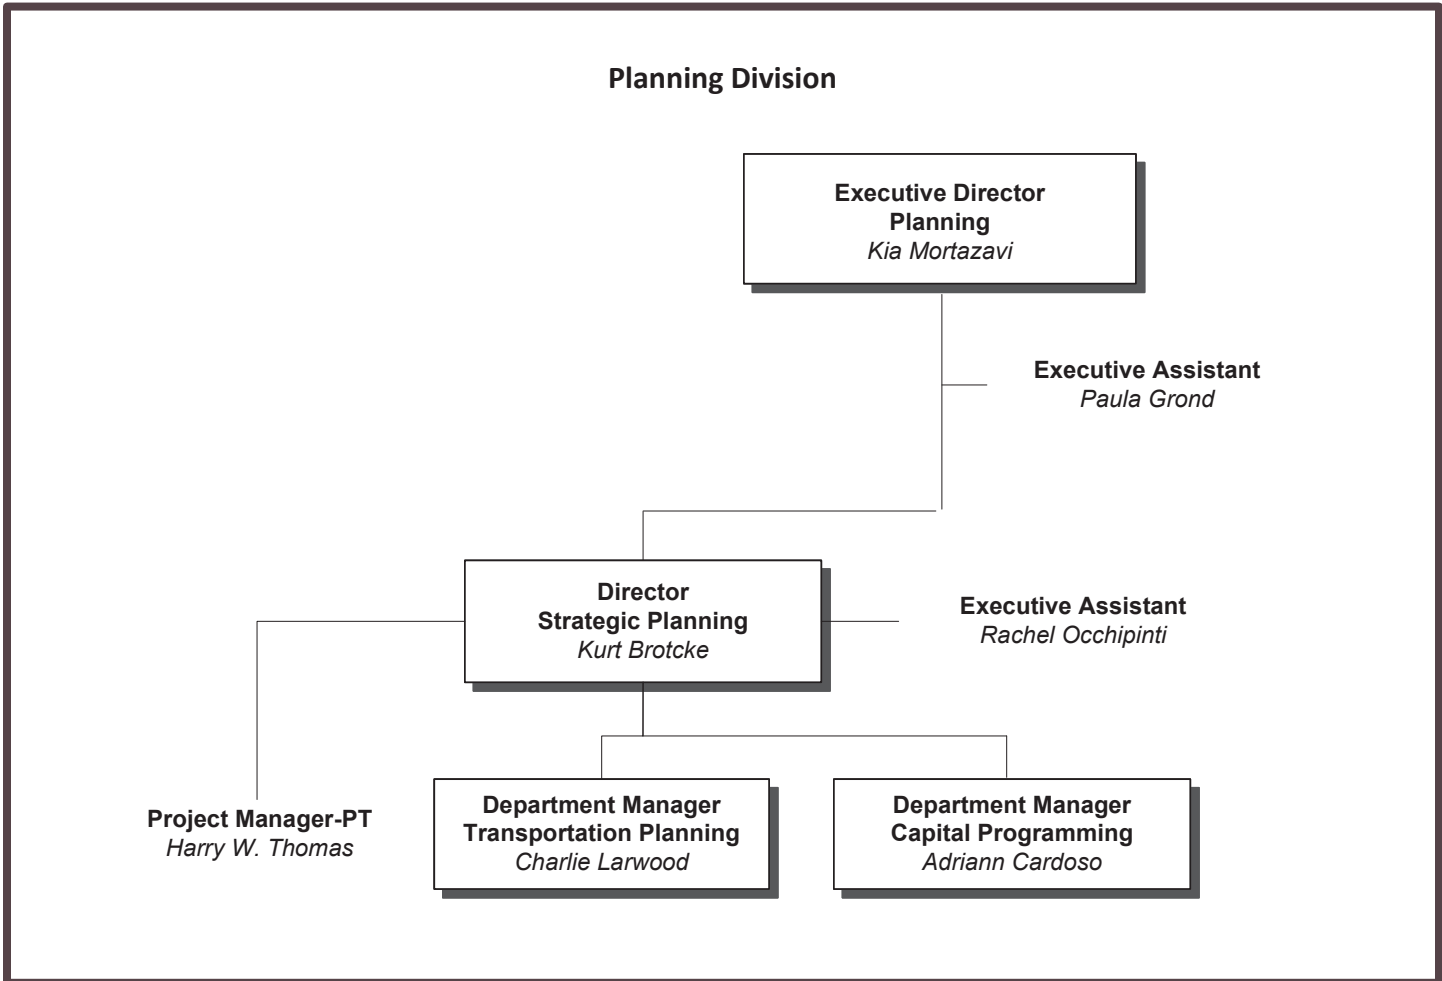 Planning Division
Executive Director
Planning
Kia Mortazavi
Executive Assistant
Paula Grond
Director
Strategic Planning
Kurt Brotcke
Executive Assistant
Rachel Occhipinti
Project Manager-PT
Harry W. Thomas
Department Manager
Transportation Planning
Charlie Larwood
Department Manager
Capital Programming
Adriann Cardoso